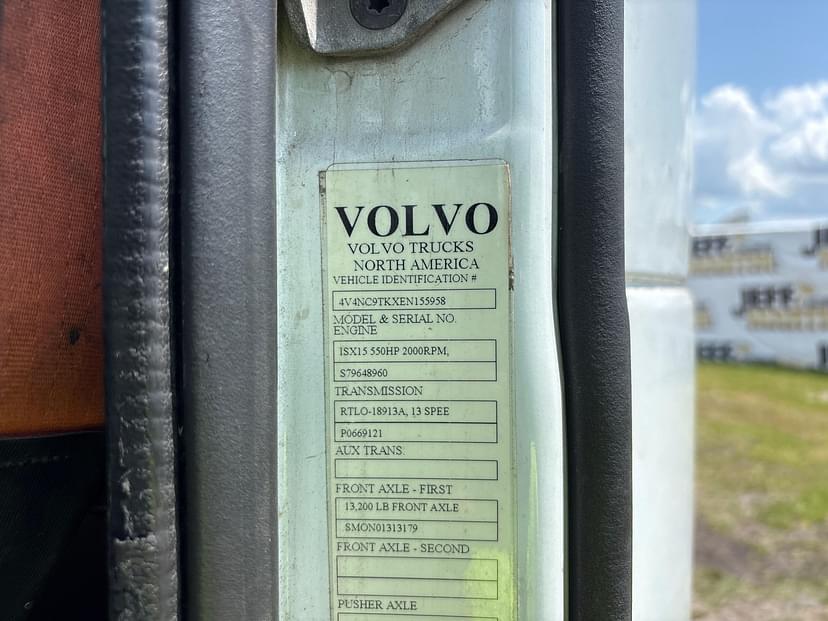 VOLVO
VOLVO TRUCKS
NORTH AMERICA
VEHICLE IDENTIFICATION #
4V4NC9TKXEN155958
MODEL & SERIAL NO.
ENGINE
ISX15 550HP 2000RPM,
S79648960
TRANSMISSION
RTLO-18913A, 13 SPEE
P0669121
AUX TRANS.
FRONT AXLE - FIRST
13,200 LB FRONT AXLE
SMON01313179
FRONT AXLE - SECOND
PUSHER AXLE
JEFF